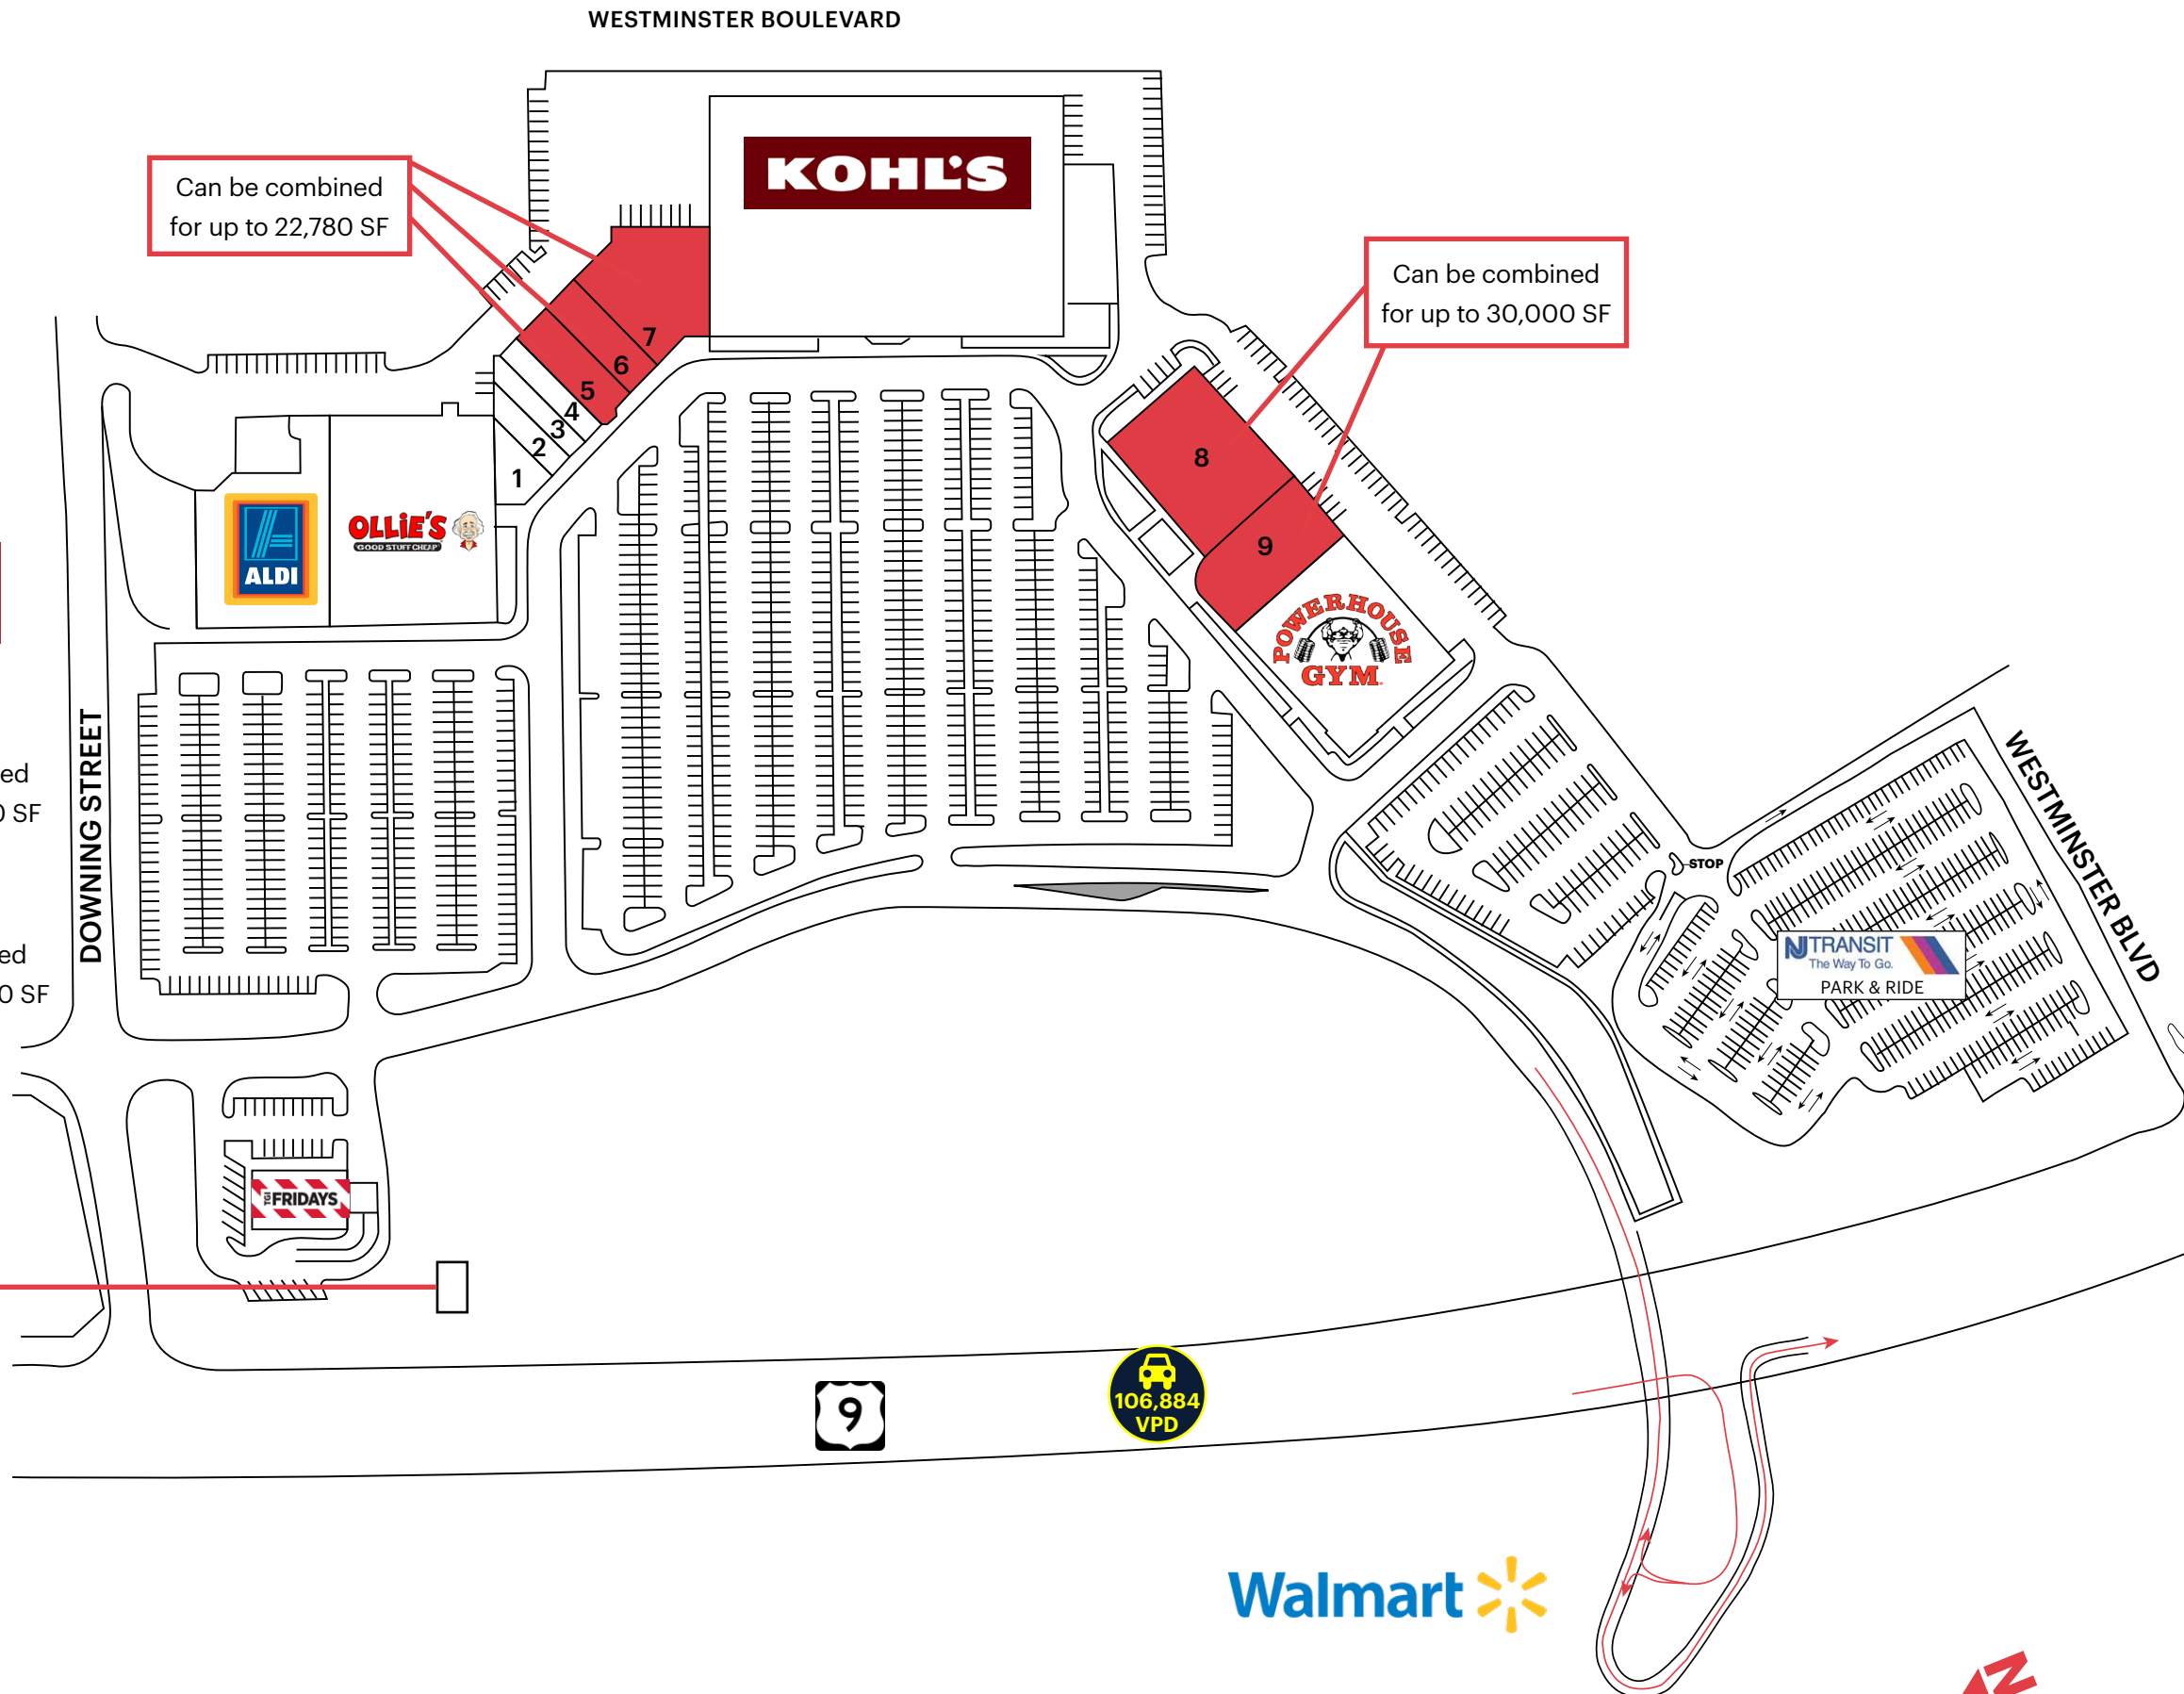 WESTMINSTER BOULEVARD
KOHL'S
Can be combined
for up to 22,780 SF
Can be combined
for up to 30,000 SF
7
6
5
4
3
2
1
8
9
ALDI
OLLiE'S
GOOD STUFF CHEAP
POWERHOUSE
GYM
ed
0 SF
ed
0 SF
DOWNING STREET
STOP
WESTMINSTER BLVD
NJ TRANSIT
The Way To Go.
PARK & RIDE
TGI FRIDAYS
9
106,884
VPD
Walmart
N